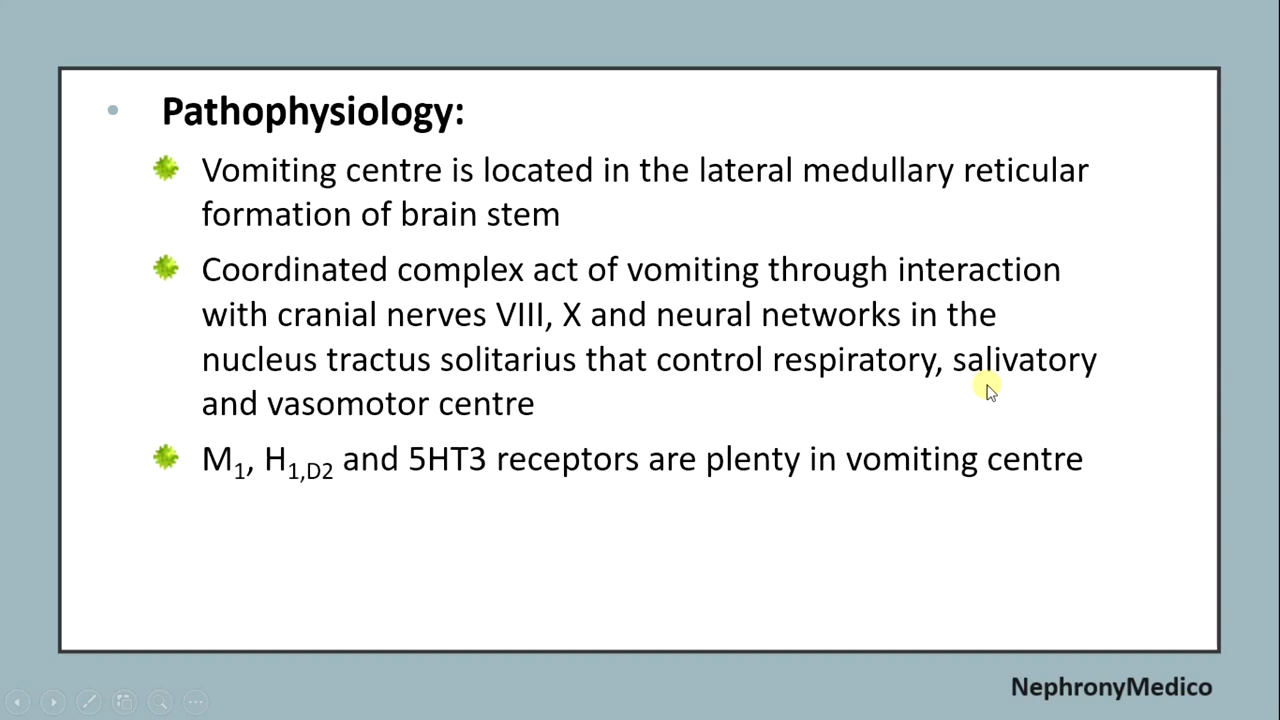 Pathophysiology:
Vomiting centre is located in the lateral medullary reticular
formation of brain stem
Coordinated complex act of vomiting through interaction
with cranial nerves VIII, X and neural networks in the
nucleus tractus solitarius that control respiratory, salivatory
and vasomotor centre
M1, H1,D2 and 5HT3 receptors are plenty in vomiting centre
NephronyMedico